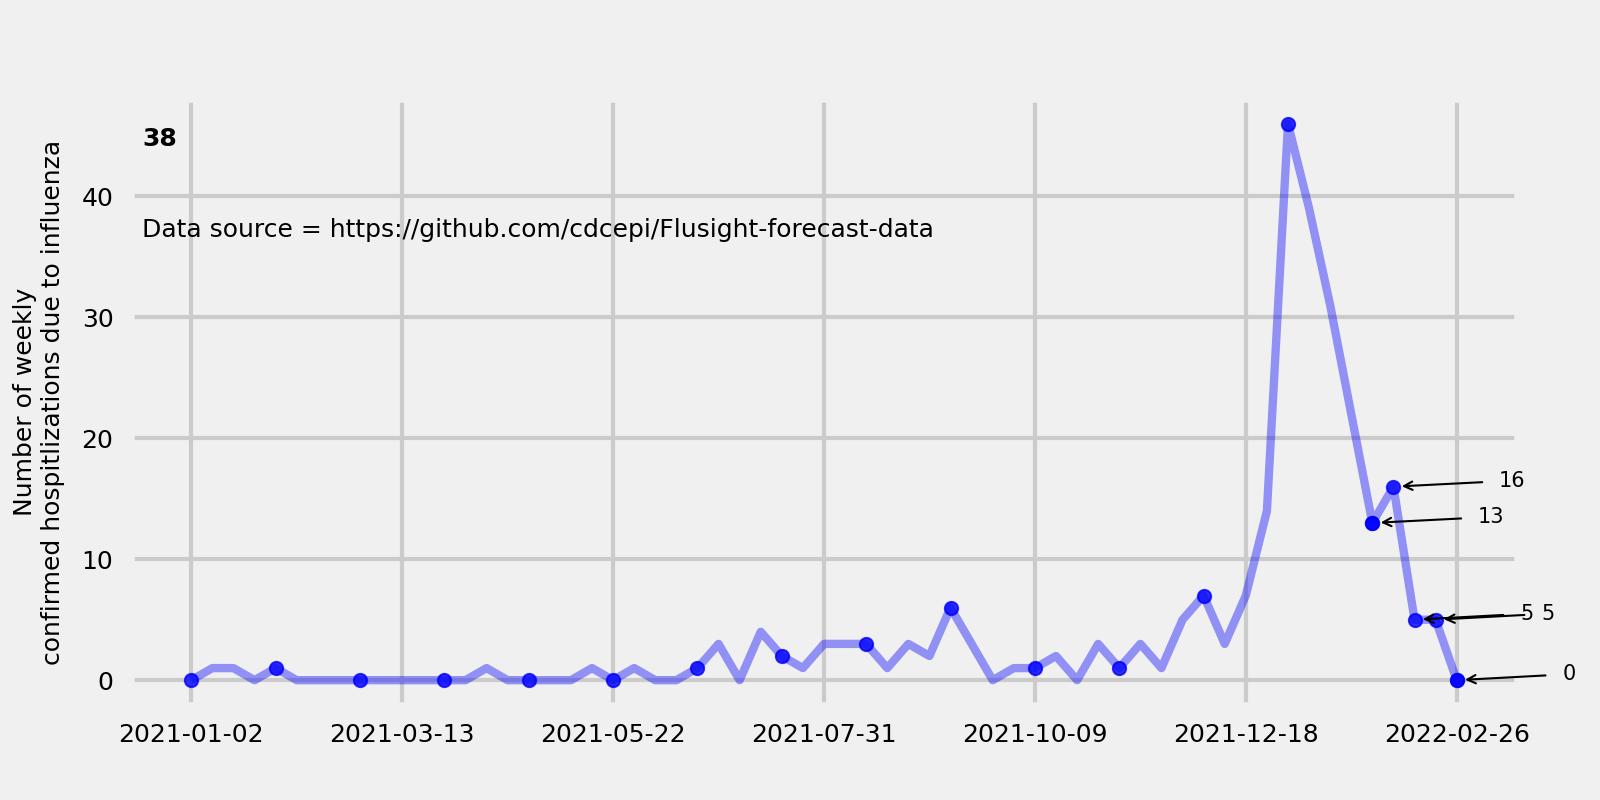 38
Data source = https://github.com/cdcepi/Flusight-forecast-data
Number of weekly
confirmed hospitlizations due to influenza
40
30
20
10
0
16
13
5 5
0
2021-01-02 2021-03-13 2021-05-22 2021-07-31 2021-10-09 2021-12-18 2022-02-26